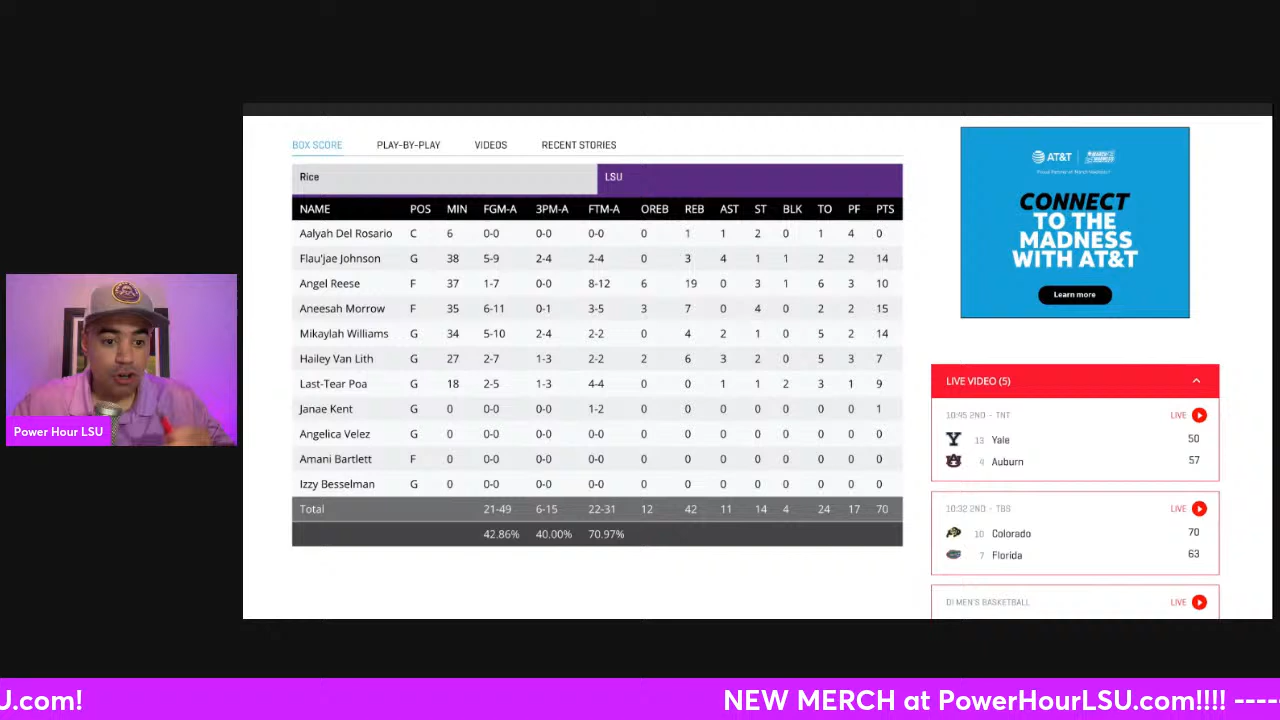 BOX SCORE PLAY-BY-PLAY VIDEOS RECENT STORIES
Rice LSU
NAME POS MIN FGM-A 3PM-A FTM-A OREB REB AST ST BLK TO PF PTS
Aalyah Del Rosario C 6 0-0 0-0 0-0 0 1 1 2 0 1 4 0
Flau'jae Johnson G 38 5-9 2-4 2-4 0 3 4 1 1 2 2 14
Angel Reese F 37 1-7 0-0 8-12 6 19 0 3 1 6 3 10
Aneesah Morrow F 35 6-11 0-1 3-5 3 7 0 4 0 2 2 15
Mikaylah Williams G 34 5-10 2-4 2-2 0 4 2 1 0 5 2 14
Hailey Van Lith G 27 2-7 1-3 2-2 2 6 3 2 0 5 3 7
Last-Tear Poa G 18 2-5 1-3 4-4 0 0 1 1 2 3 1 9
Janae Kent G 0 0-0 0-0 1-2 0 0 0 0 0 0 0 1
Angelica Velez G 0 0-0 0-0 0-0 0 0 0 0 0 0 0 0
Amani Bartlett F 0 0-0 0-0 0-0 0 0 0 0 0 0 0 0
Izzy Besselman G 0 0-0 0-0 0-0 0 0 0 0 0 0 0 0
Total 21-49 6-15 22-31 12 42 11 14 4 24 17 70
42.86% 40.00% 70.97%
AT&T
CONNECT
TO THE
MADNESS
WITH AT&T
Learn more
LIVE VIDEO (5)
10:45 2ND - TNT LIVE
13 Yale 50
4 Auburn 57
10:32 2ND - TBS LIVE
10 Colorado 70
7 Florida 63
DI MEN'S BASKETBALL LIVE
Power Hour LSU
U.com! NEW MERCH at PowerHourLSU.com!!!! ----